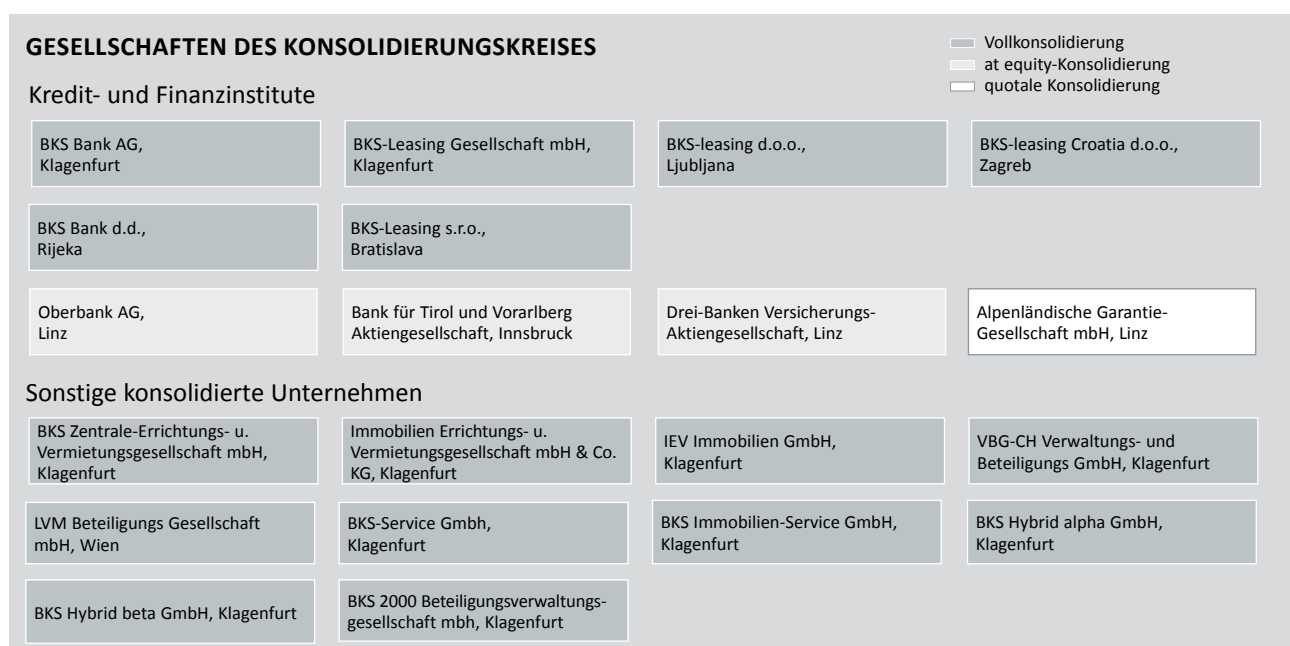 GESELLSCHAFTEN DES KONSOLIDIERUNGSKREISES
Vollkonsolidierung
at equity-Konsolidierung
quotale Konsolidierung
Kredit- und Finanzinstitute
BKS Bank AG,
Klagenfurt
BKS-Leasing Gesellschaft mbH,
Klagenfurt
BKS-leasing d.o.o.,
Ljubljana
BKS-leasing Croatia d.o.o.,
Zagreb
BKS Bank d.d.,
Rijeka
BKS-Leasing s.r.o.,
Bratislava
Oberbank AG,
Linz
Bank für Tirol und Vorarlberg
Aktiengesellschaft, Innsbruck
Drei-Banken Versicherungs-
Aktiengesellschaft, Linz
Alpenländische Garantie-
Gesellschaft mbH, Linz
Sonstige konsolidierte Unternehmen
BKS Zentrale-Errichtungs- u.
Vermietungsgesellschaft mbH,
Klagenfurt
Immobilien Errichtungs- u.
Vermietungsgesellschaft mbH & Co.
KG, Klagenfurt
IEV Immobilien GmbH,
Klagenfurt
VBG-CH Verwaltungs- und
Beteiligungs GmbH, Klagenfurt
LVM Beteiligungs Gesellschaft
mbH, Wien
BKS-Service Gmbh,
Klagenfurt
BKS Immobilien-Service GmbH,
Klagenfurt
BKS Hybrid alpha GmbH,
Klagenfurt
BKS Hybrid beta GmbH, Klagenfurt
BKS 2000 Beteiligungsverwaltungs-
gesellschaft mbh, Klagenfurt